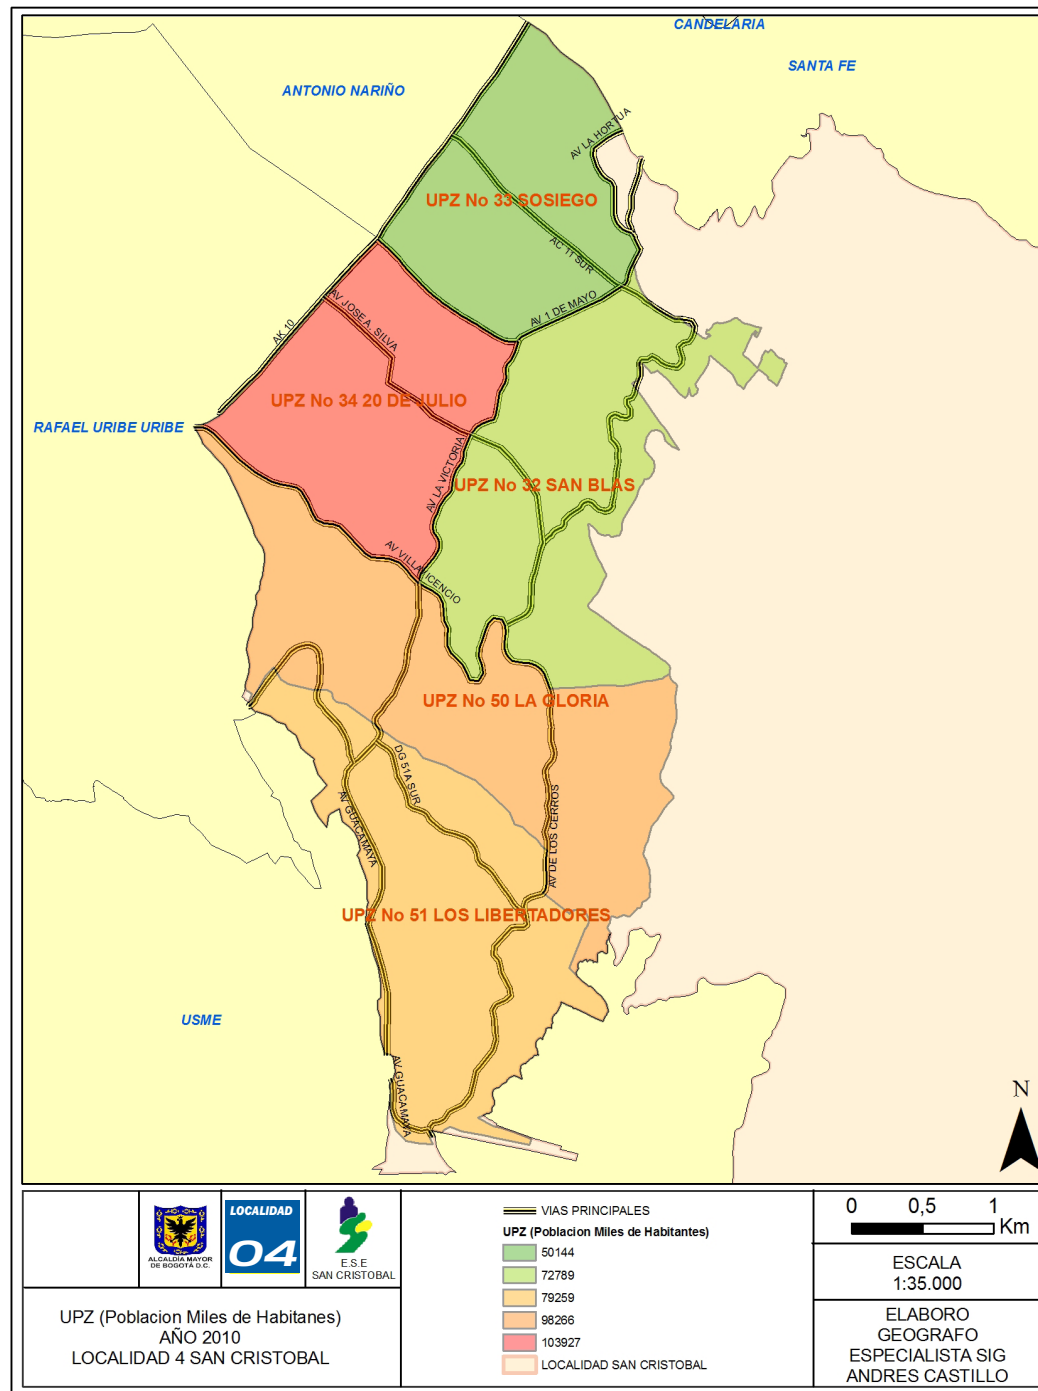 CANDELARIA
SANTA FE
ANTONIO NARIÑO
AV LA HORTUA
UPZ No 33 SOSIEGO
AC 11 SUR
AV 1 DE MAYO
AV JOSE A. SILVA
AK 10
UPZ No 34 20 DE JULIO
RAFAEL URIBE URIBE
AV LA VICTORIA
UPZ No 32 SAN BLAS
AV VILLAVICENCIO
UPZ No 50 LA GLORIA
DG 51A SUR
AV GUACAMAYA
AV DE LOS CERROS
UPZ No 51 LOS LIBERTADORES
USME
AV GUACAMAYA
N
ALCALDIA MAYOR
DE BOGOTÁ D.C.
LOCALIDAD
04
E.S.E
SAN CRISTOBAL
UPZ (Poblacion Miles de Habitanes)
AÑO 2010
LOCALIDAD 4 SAN CRISTOBAL
VIAS PRINCIPALES
UPZ (Poblacion Miles de Habitantes)
50144
72789
79259
98266
103927
LOCALIDAD SAN CRISTOBAL
0 0,5 1
Km
ESCALA
1:35.000
ELABORO
GEOGRAFO
ESPECIALISTA SIG
ANDRES CASTILLO